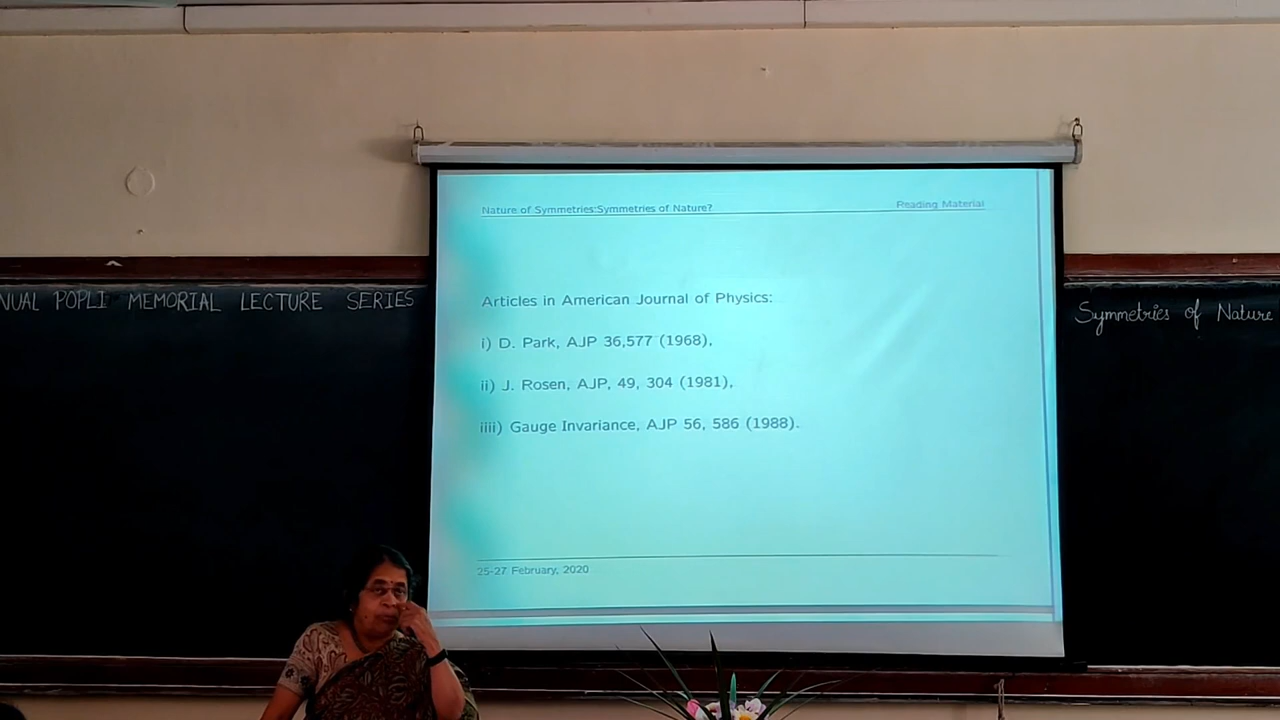 NUAL POPLI MEMORIAL LECTURE SERIES
Nature of Symmetries:Symmetries of Nature? Reading Material
Articles in American Journal of Physics:
i) D. Park, AJP 36,577 (1968),
ii) J. Rosen, AJP, 49, 304 (1981),
iiii) Gauge Invariance, AJP 56, 586 (1988).
25-27 February, 2020
Symmetries of Nature